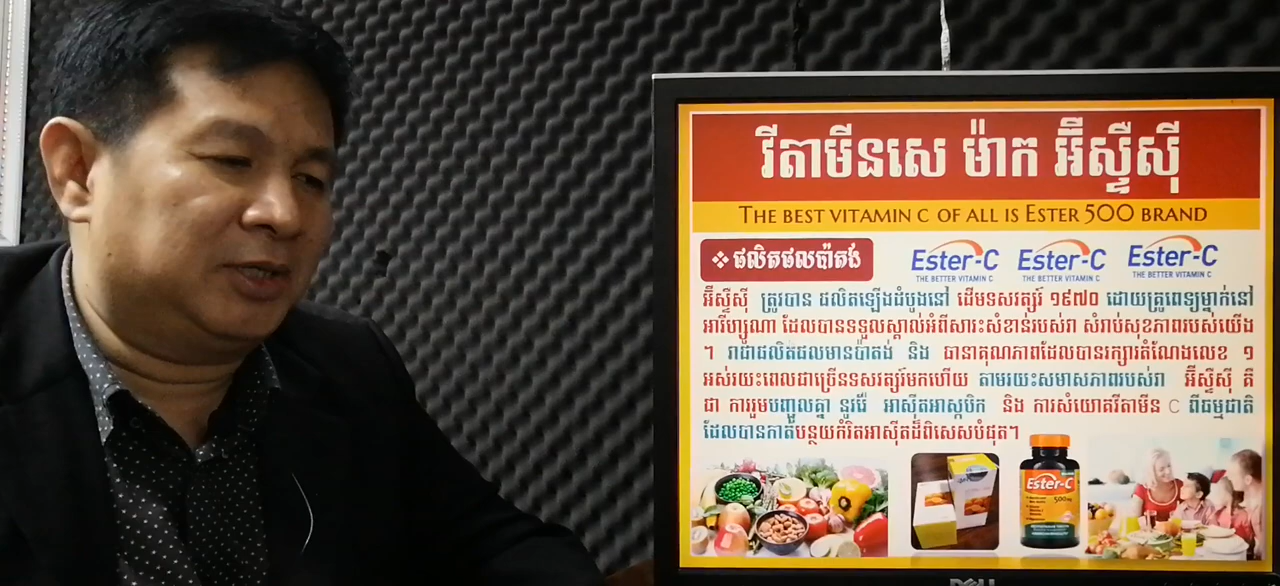 វីតាមីនសេ ម៉ាក អ៊ីស្ទឺស៊ី
THE BEST VITAMIN C OF ALL IS ESTER 500 BRAND
❖ ផលិតផលប៉ាតង់
Ester-C Ester-C Ester-C
THE BETTER VITAMIN C THE BETTER VITAMIN C THE BETTER VITAMIN C
អ៊ីស្ទឺស៊ី ត្រូវបាន ផលិតឡើងដំបូងនៅ ដើមទសវត្សរ៍ ១៩៧០ ដោយគ្រូពេទ្យម្នាក់នៅ
អារីហ្សូណា ដែលបានទទួលស្គាល់អំពីសារះសំខាន់របស់វា សំរាប់សុខភាពរបស់យើង
។ វាជាផលិតផលមានប៉ាតង់ និង ធានាគុណភាពដែលបានរក្សារតំណែងលេខ ១
អស់រយះពេលជាច្រើនទសវត្សរ៍មកហើយ តាមរយះសមាសភាពរបស់វា អ៊ីស្ទឺស៊ី គឺ
ជា ការរួមបញ្ចូលគ្នា នូវវ៉ែ អាស៊ីតអាស្កប៊িক និង ការសំយោគវីតាមីន C ពីធម្មជាតិ
ដែលបានកាត់បន្ថយកំរិតអាស៊ីតដ៏ពិសេសបំផុត។
Ester-C
500mg
DELL